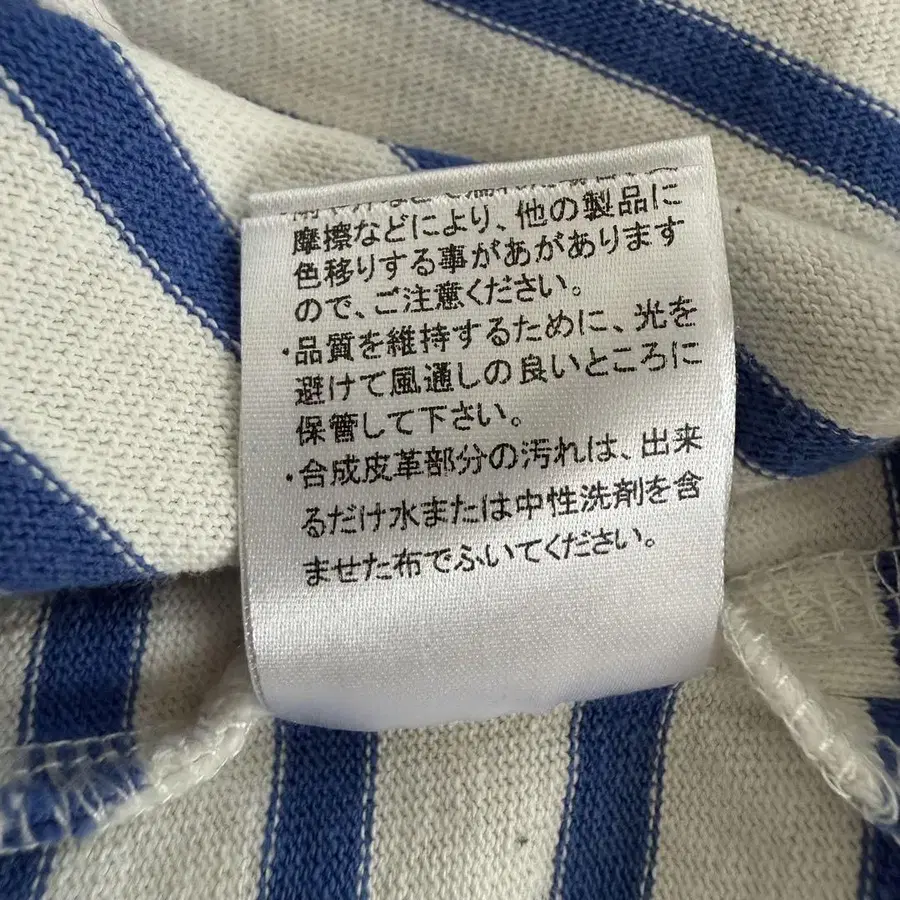 摩擦などにより、他の製品に
色移りする事があがあります
ので、ご注意ください。
・品質を維持するために、光を
避けて風通しの良いところに
保管して下さい。
・合成皮革部分の汚れは、出来
るだけ水または中性洗剤を含
ませた布でふいてください。